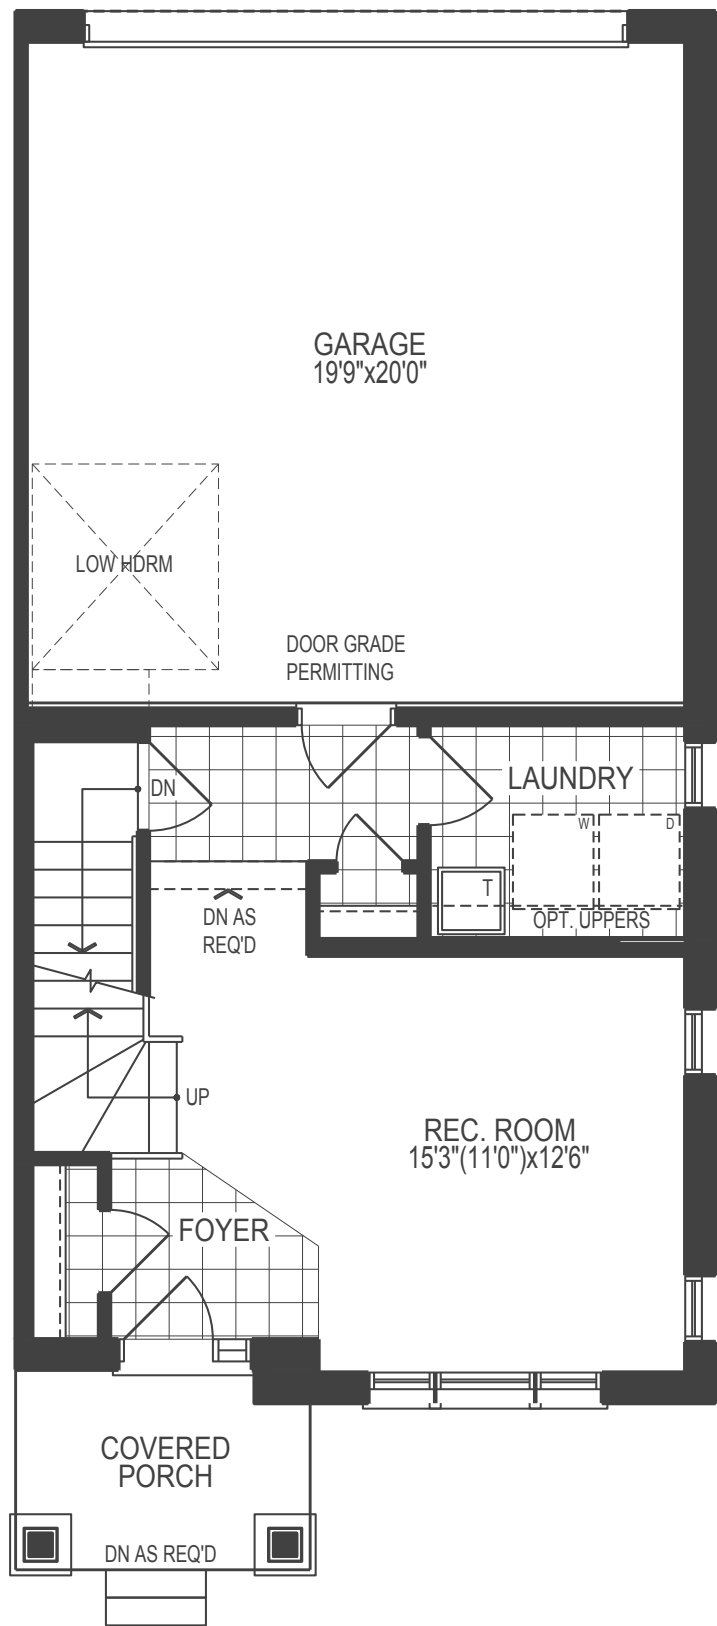 GARAGE
19'9"x20'0"
LOW HDRM
DOOR GRADE
PERMITTING
DN
LAUNDRY
W
D
T
OPT. UPPERS
DN AS
REQ'D
UP
REC. ROOM
15'3"(11'0")x12'6"
FOYER
COVERED
PORCH
DN AS REQ'D